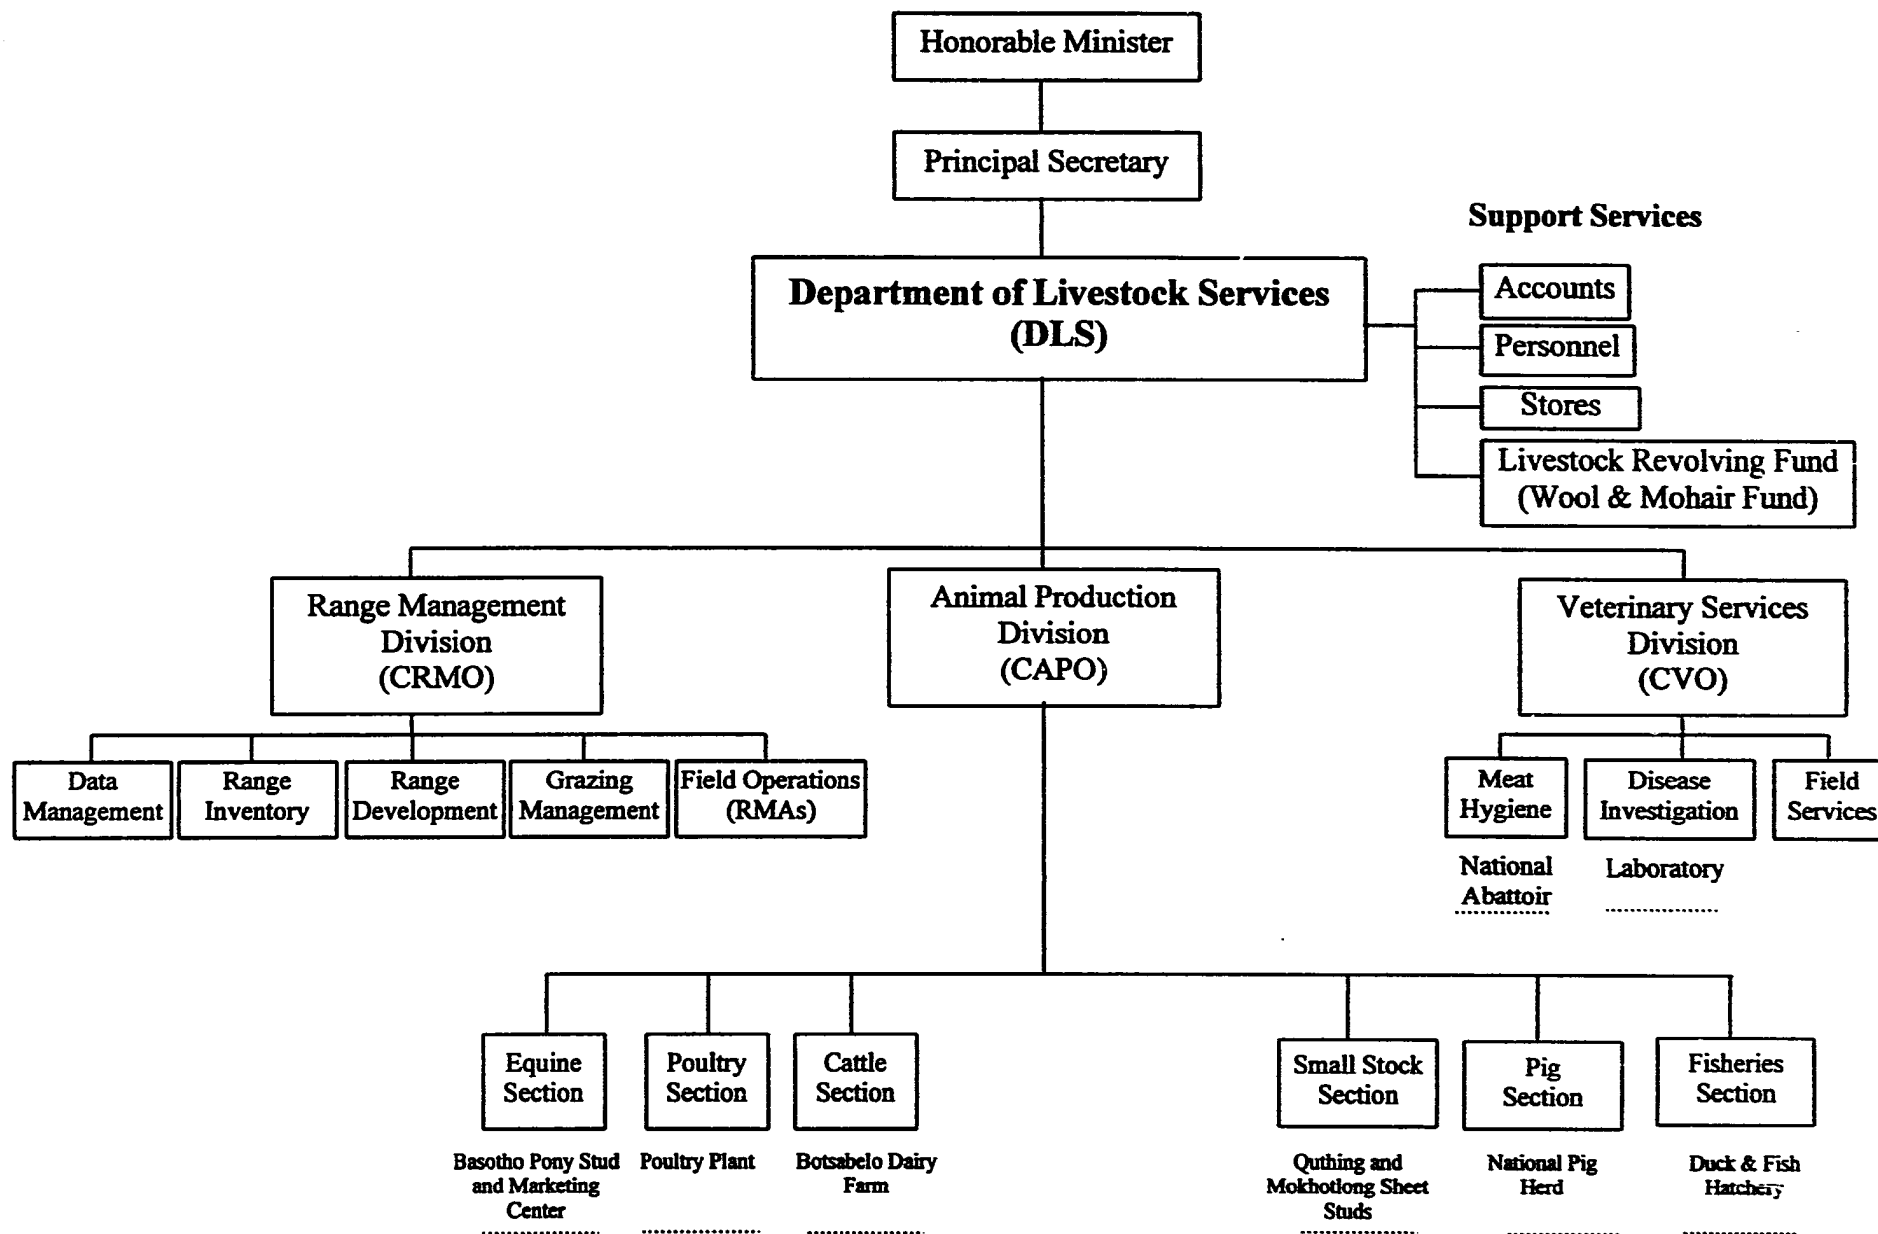 Honorable Minister
Principal Secretary
Support Services
Department of Livestock Services
(DLS)
Accounts
Personnel
Stores
Livestock Revolving Fund
(Wool & Mohair Fund)
Range Management
Division
(CRMO)
Animal Production
Division
(CAPO)
Veterinary Services
Division
(CVO)
Data
Management
Range
Inventory
Range
Development
Grazing
Management
Field Operations
(RMAs)
Meat
Hygiene
Disease
Investigation
Field
Services
National
Abattoir
Laboratory
Equine
Section
Poultry
Section
Cattle
Section
Small Stock
Section
Pig
Section
Fisheries
Section
Basotho Pony Stud
and Marketing
Center
Poultry Plant
Botsabelo Dairy
Farm
Quthing and
Mokhotlong Sheet
Studs
National Pig
Herd
Duck & Fish
Hatchery